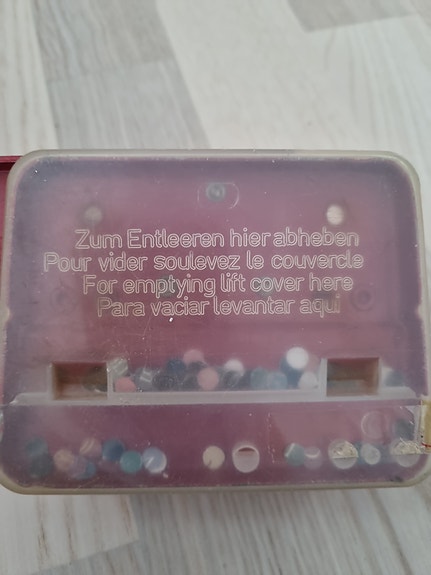 Zum Entleeren hier abheben
Pour vider soulevez le couvercle
For emptying lift cover here
Para vaciar levantar aqui